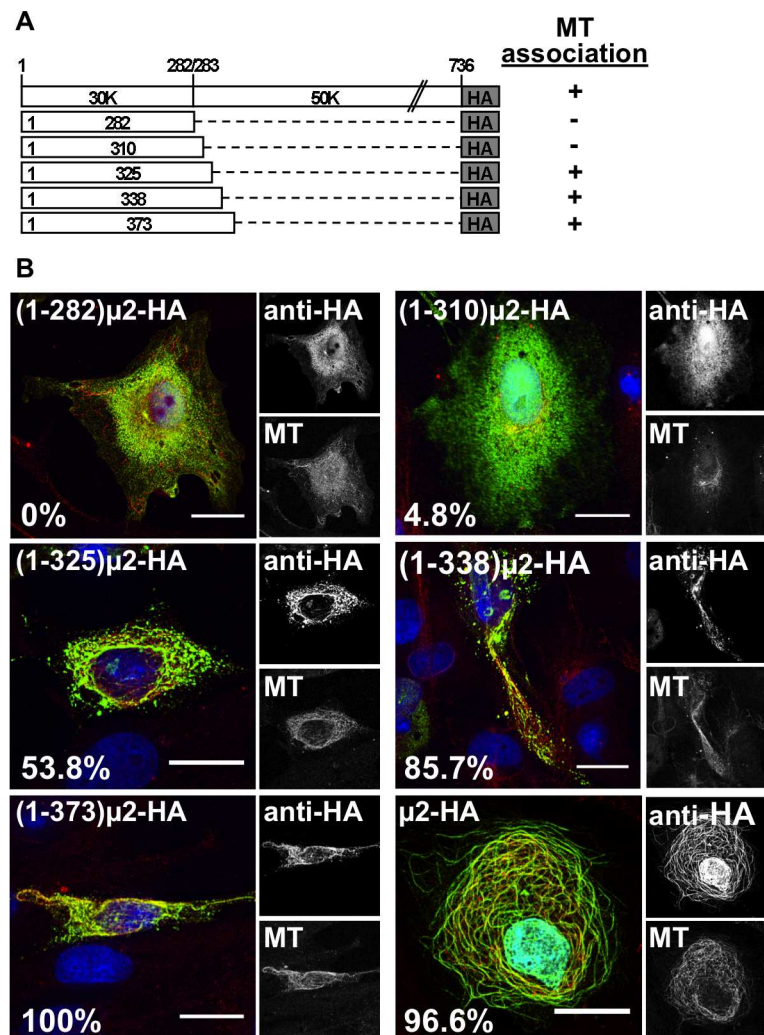 A
MT
association
1 282/283 736
30K 50K HA +
1 282 HA -
1 310 HA -
1 325 HA +
1 338 HA +
1 373 HA +
B
(1-282)μ2-HA
anti-HA
MT
0%
(1-310)μ2-HA
anti-HA
MT
4.8%
(1-325)μ2-HA
anti-HA
MT
53.8%
(1-338)μ2-HA
anti-HA
MT
85.7%
(1-373)μ2-HA
anti-HA
MT
100%
μ2-HA
anti-HA
MT
96.6%